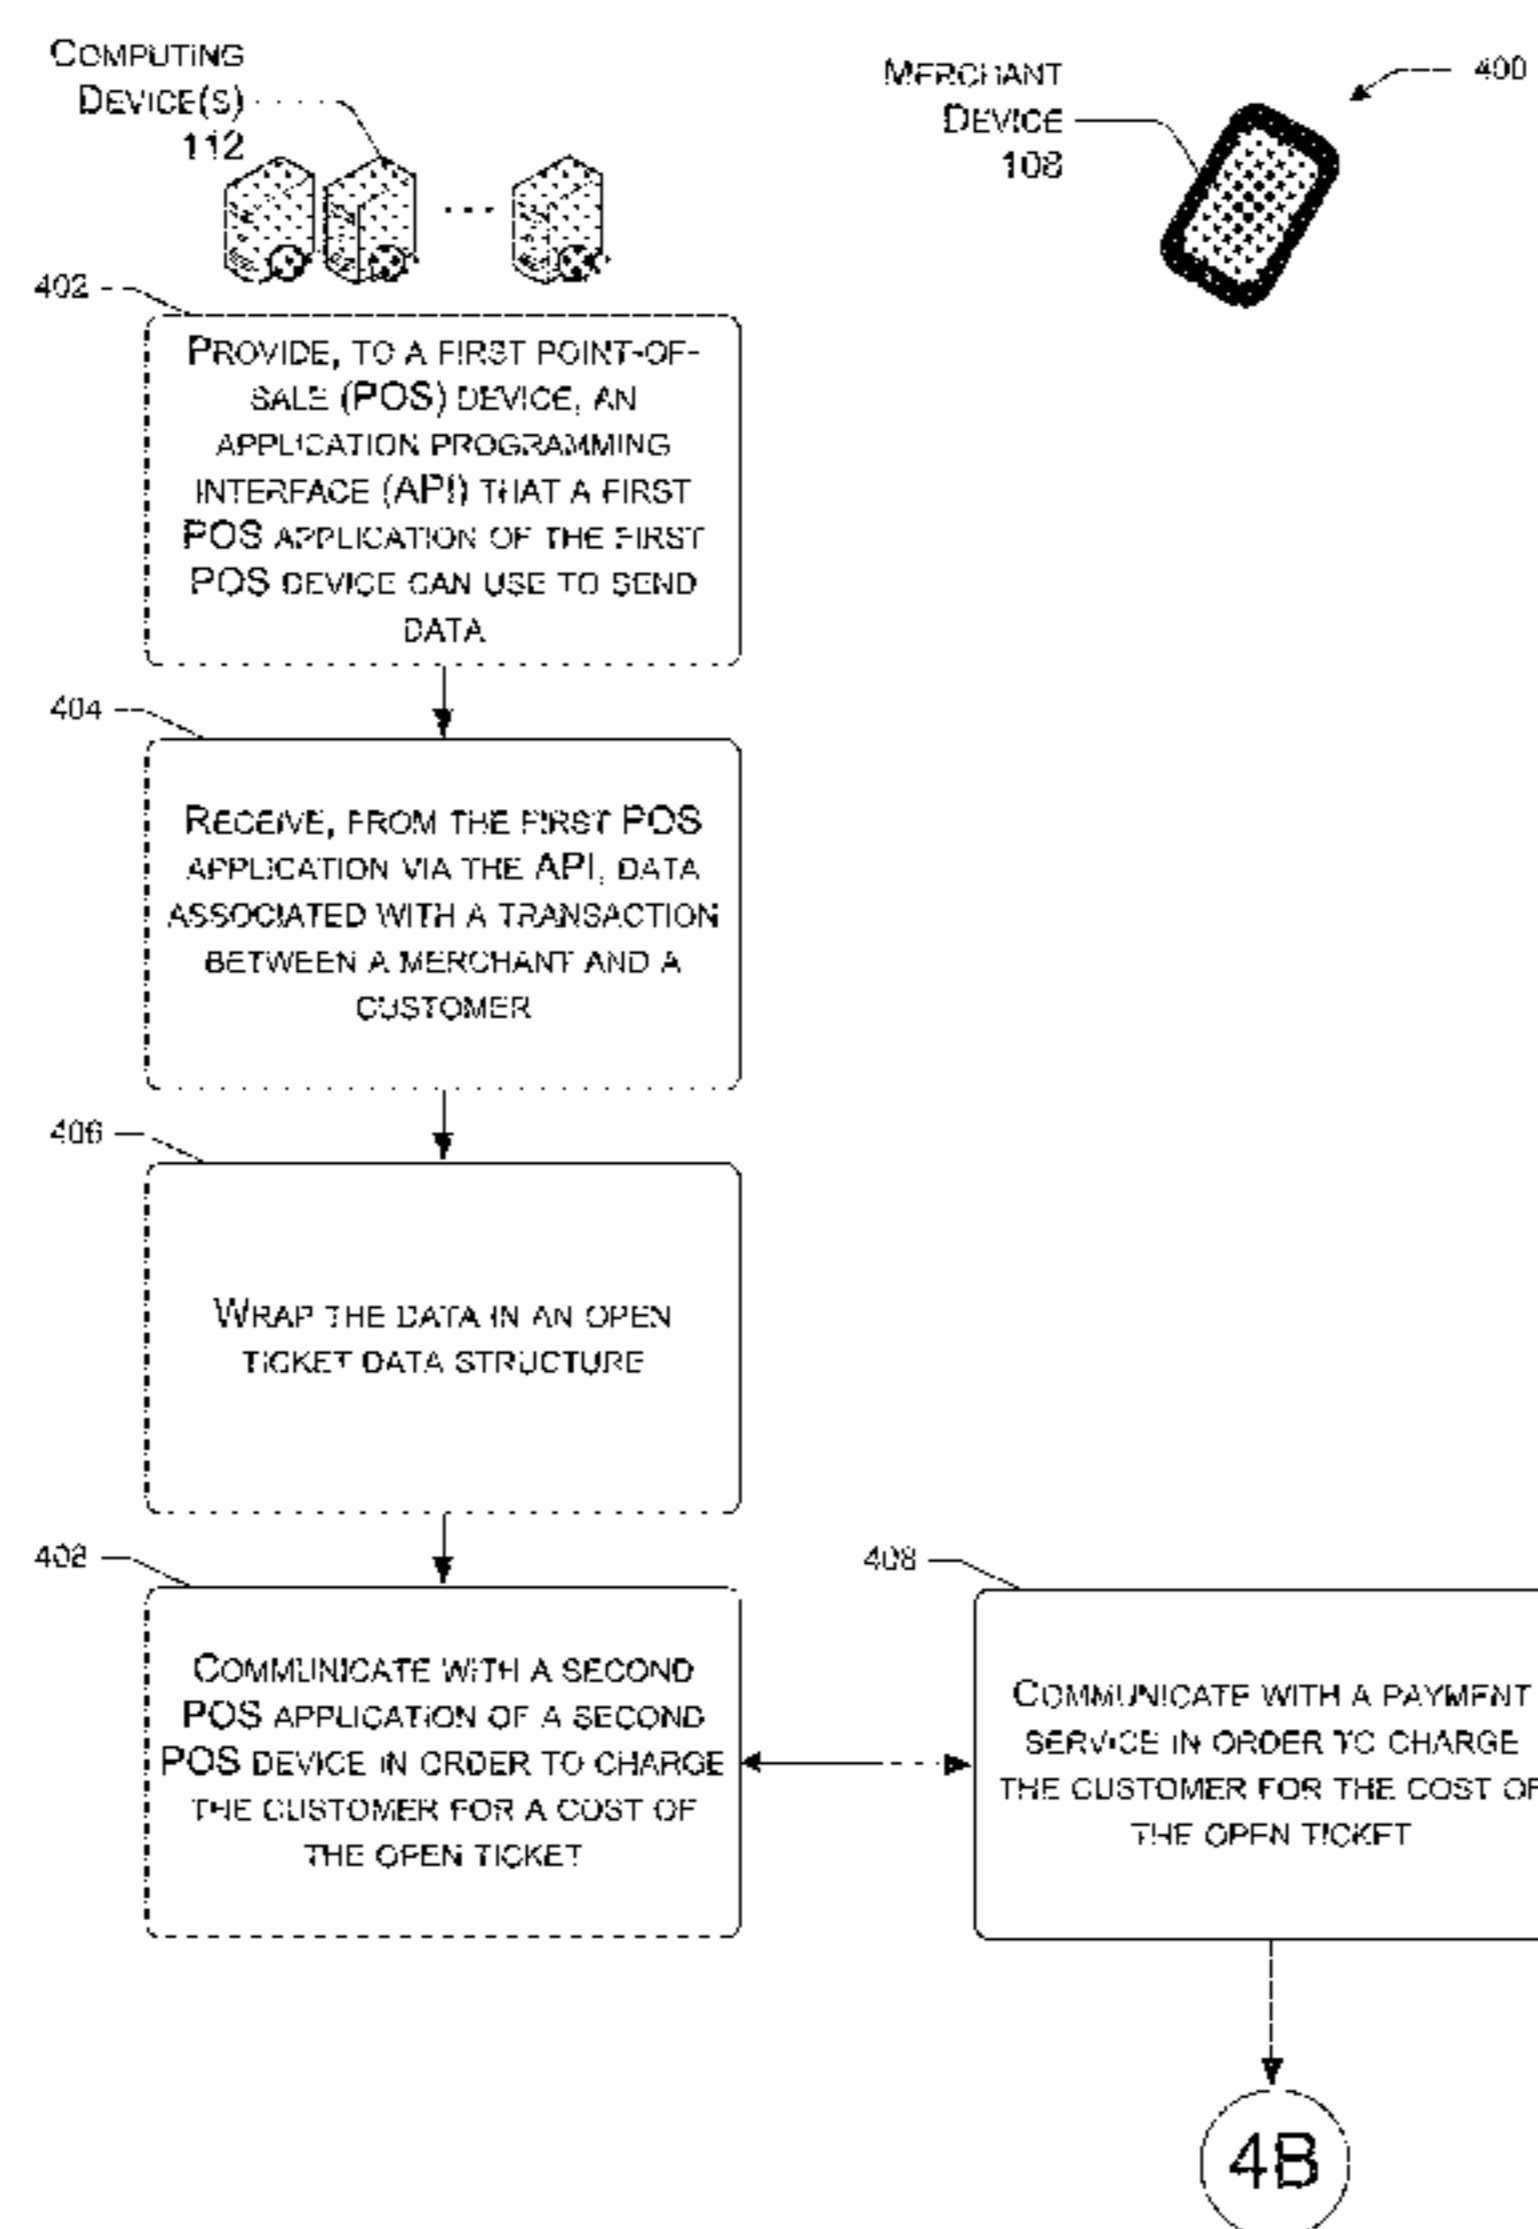 COMPUTING
DEVICE(S)
112
MERCHANT
DEVICE
108
400
402
PROVIDE, TO A FIRST POINT-OF-
SALE (POS) DEVICE, AN
APPLICATION PROGRAMMING
INTERFACE (API) THAT A FIRST
POS APPLICATION OF THE FIRST
POS DEVICE CAN USE TO SEND
DATA
404
RECEIVE, FROM THE FIRST POS
APPLICATION VIA THE API, DATA
ASSOCIATED WITH A TRANSACTION
BETWEEN A MERCHANT AND A
CUSTOMER
406
WRAP THE DATA IN AN OPEN
TICKET DATA STRUCTURE
408
COMMUNICATE WITH A SECOND
POS APPLICATION OF A SECOND
POS DEVICE IN ORDER TO CHARGE
THE CUSTOMER FOR A COST OF
THE OPEN TICKET
408
COMMUNICATE WITH A PAYMENT
SERVICE IN ORDER TO CHARGE
THE CUSTOMER FOR THE COST OF
THE OPEN TICKET
4B